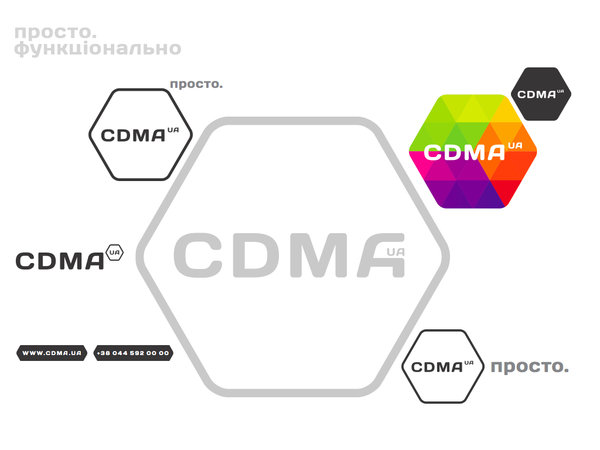 просто.
функціонально
просто.
CDMA UA
CDMA UA
CDMA UA
CDMA UA
CDMA UA
WWW.CDMA.UA
+38 044 592 00 00
CDMA UA
просто.